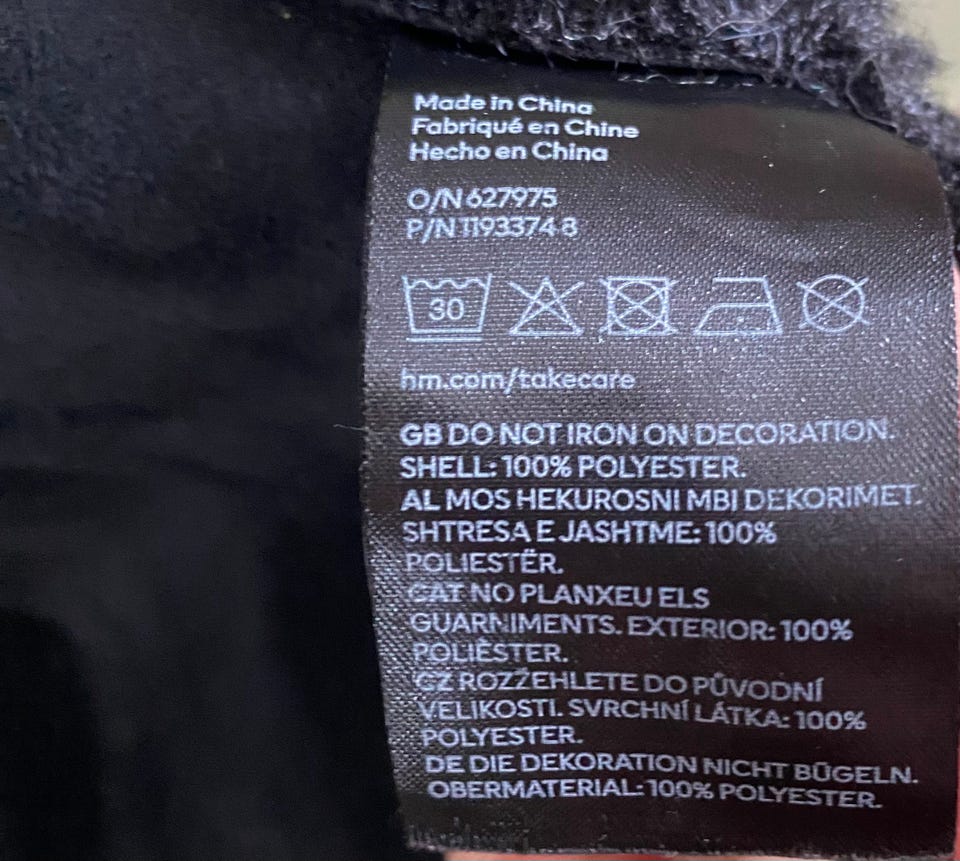 Made in China
Fabriqué en Chine
Hecho en China
O/N 627975
P/N 1193374 8
30
hm.com/takecare
GB DO NOT IRON ON DECORATION.
SHELL: 100% POLYESTER.
AL MOS HEKUROSNI MBI DEKORIMET.
SHTRESA E JASHTME: 100%
POLIESTËR.
CAT NO PLANXEU ELS
GUARNIMENTS. EXTERIOR: 100%
POLIÈSTER.
CZ ROZŽEHLETE DO PŮVODNÍ
VELIKOSTI. SVRCHNÍ LÁTKA: 100%
POLYESTER.
DE DIE DEKORATION NICHT BÜGELN.
OBERMATERIAL: 100% POLYESTER.